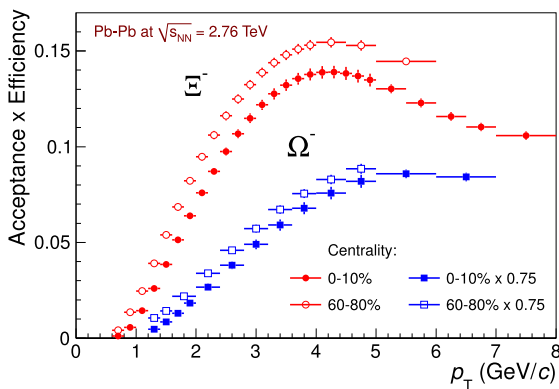 Pb-Pb at √sNN = 2.76 TeV
Ξ⁻
Ω⁻
Acceptance x Efficiency
0.15
0.1
0.05
0
Centrality:
0-10%
0-10% x 0.75
60-80%
60-80% x 0.75
0 1 2 3 4 5 6 7 8
pT (GeV/c)